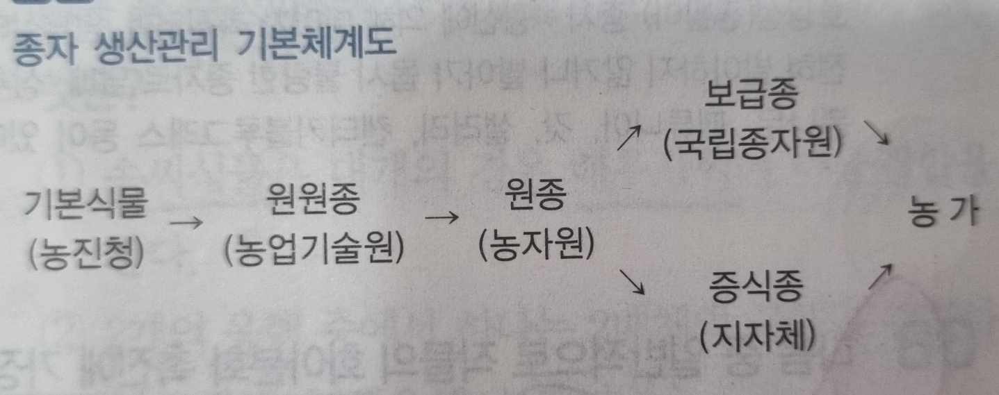 종자 생산관리 기본체계도
보급종
↗ (국립종자원) ↘
기본식물 → 원원종 → 원종 농 가
(농진청) (농업기술원) (농자원)
↘ 증식종 ↗
(지자체)